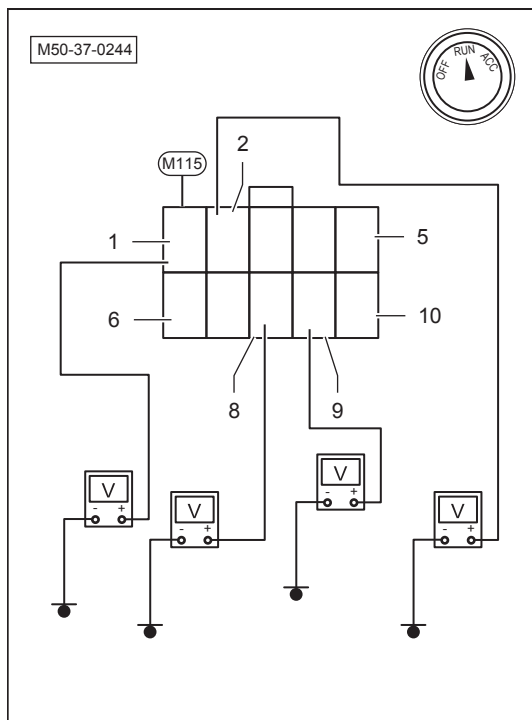 M50-37-0244
OFF RUN ACC
2
M115
1
5
6
10
8
9
V
- +
V
- +
V
- +
V
- +